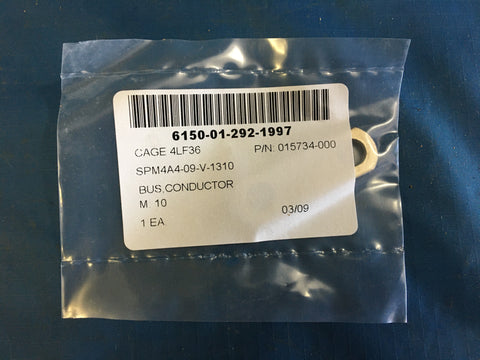 6150-01-292-1997
CAGE 4LF36 P/N: 015734-000
SPM4A4-09-V-1310
BUS,CONDUCTOR
M 10
1 EA 03/09